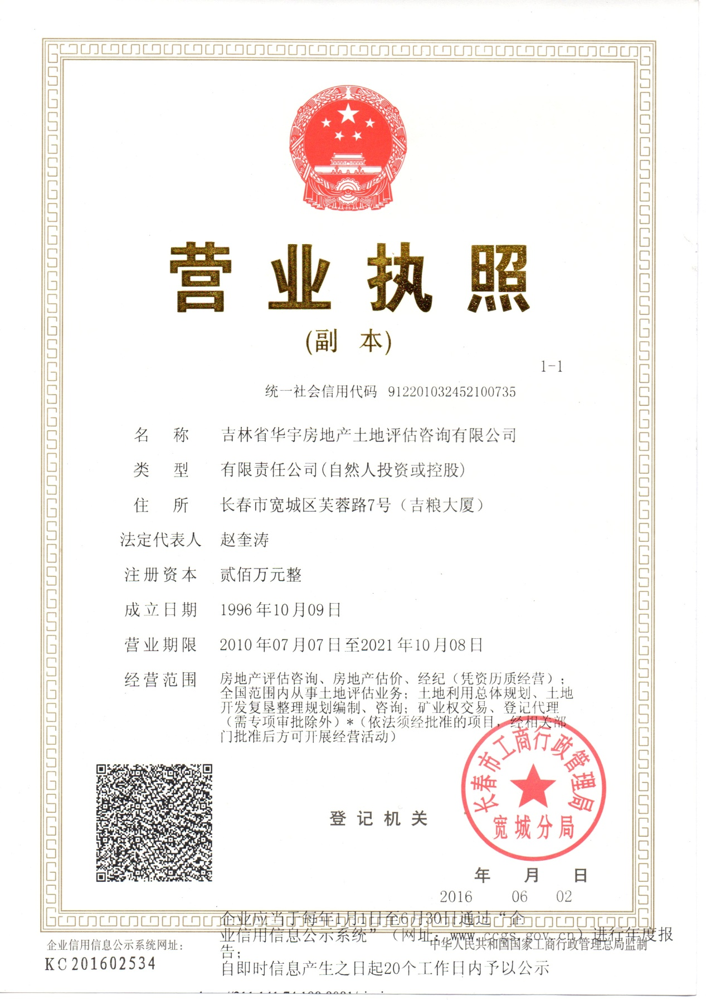 营业执照
(副 本)
1-1
统一社会信用代码 912201032452100735
名 称 吉林省华宇房地产土地评估咨询有限公司
类 型 有限责任公司(自然人投资或控股)
住 所 长春市宽城区芙蓉路7号（吉粮大厦）
法定代表人 赵奎涛
注册资本 贰佰万元整
成立日期 1996年10月09日
营业期限 2010年07月07日至2021年10月08日
经营范围 房地产评估咨询、房地产估价、经纪（凭资历质经营）；
全国范围内从事土地评估业务；土地利用总体规划、土地
开发复垦整理规划编制、咨询；矿业权交易、登记代理
（需专项审批除外）*（依法须经批准的项目，经相关部
门批准后方可开展经营活动）
长春市工商行政管理局
宽城分局
登记机关
年 月 日
2016 06 02
企业应当于每年1月1日至6月30日通过“企
业信用信息公示系统”（网址：www.ccgs.gov.cn）进行年度报
告；
自即时信息产生之日起20个工作日内予以公示
企业信用信息公示系统网址：
中华人民共和国国家工商行政管理总局监制
KC201602534